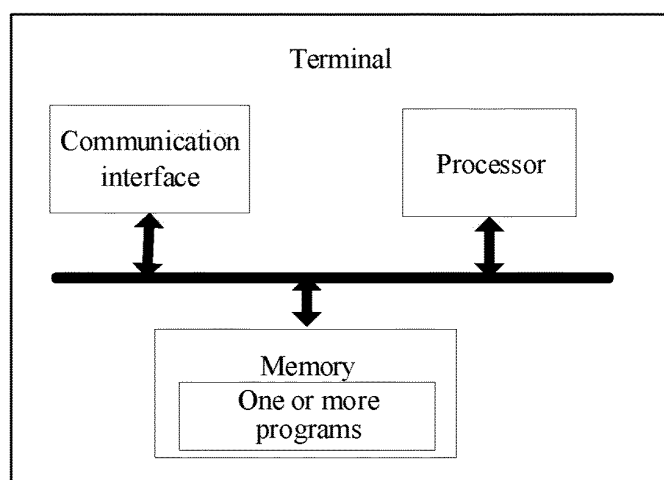 Terminal
Communication
interface
Processor
Memory
One or more
programs